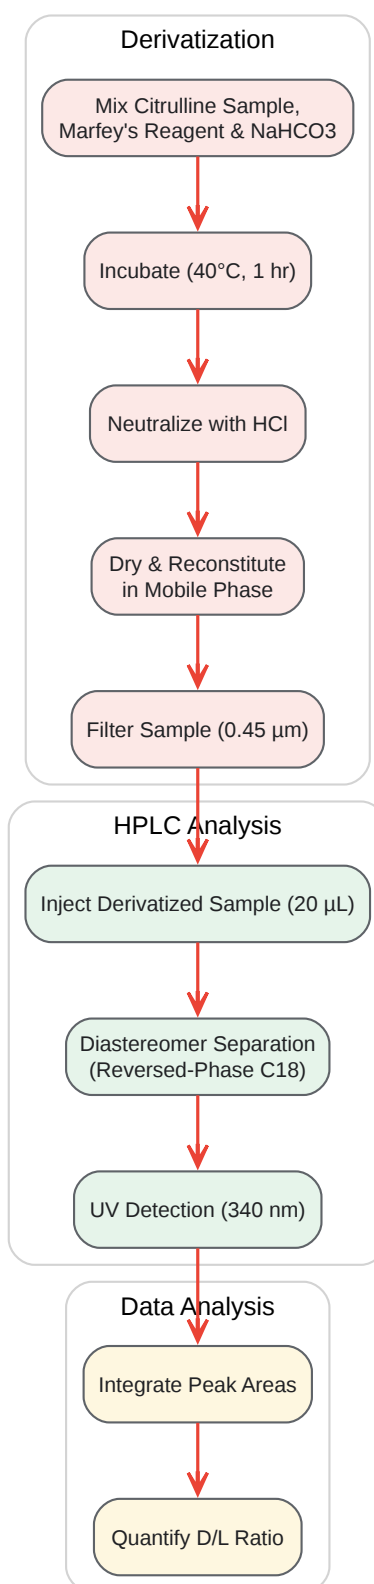 Derivatization
Mix Citrulline Sample,
Marfey's Reagent & NaHCO3
Incubate (40°C, 1 hr)
Neutralize with HCl
Dry & Reconstitute
in Mobile Phase
Filter Sample (0.45 µm)
HPLC Analysis
Inject Derivatized Sample (20 µL)
Diastereomer Separation
(Reversed-Phase C18)
UV Detection (340 nm)
Data Analysis
Integrate Peak Areas
Quantify D/L Ratio